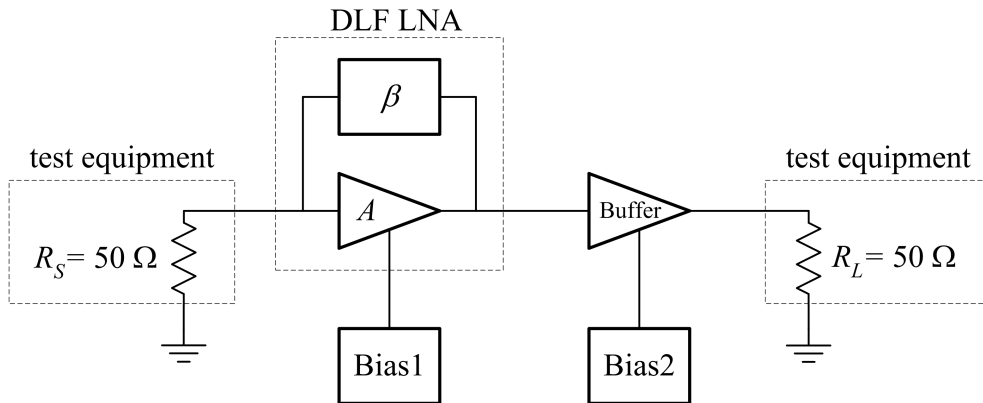 DLF LNA
β
test equipment
test equipment
A
Buffer
R_S = 50 Ω
R_L = 50 Ω
Bias1
Bias2